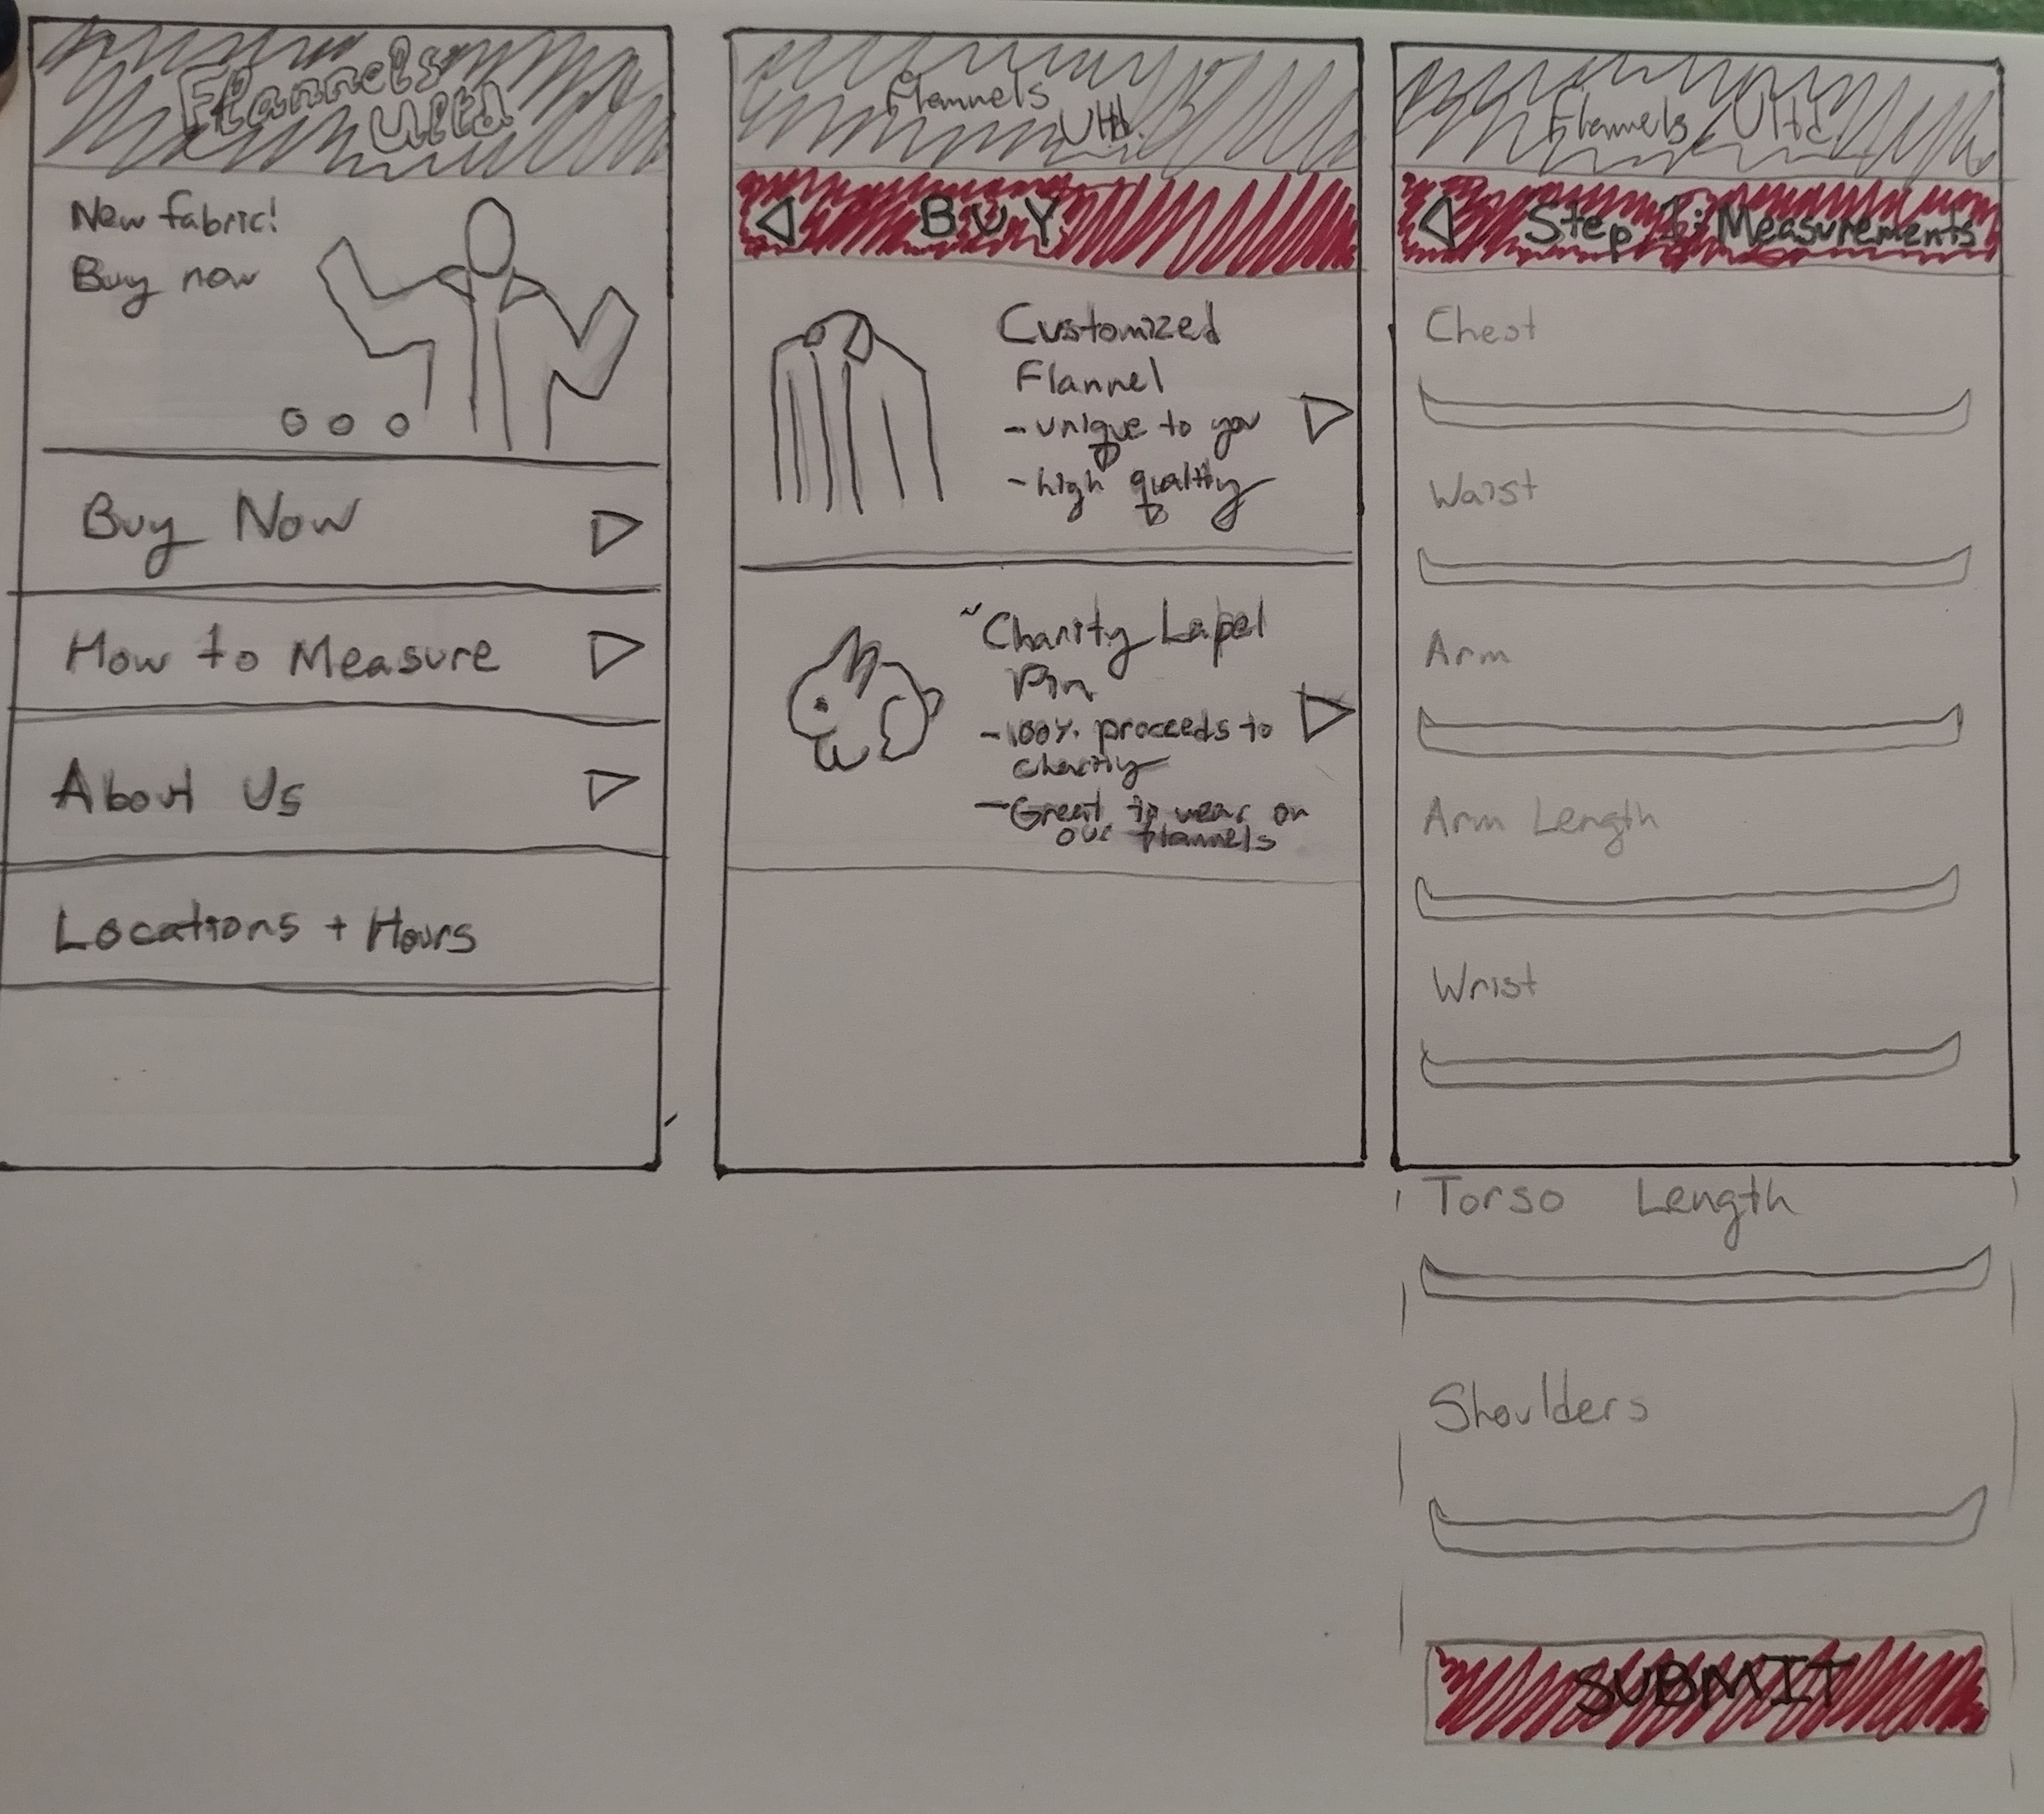 Flannels
Ultd
New fabric!
Buy now
Buy Now
How to Measure
About Us
Locations + Hours
Flannels
Ultd.
BUY
Customized
Flannel
- unique to you
- high quality
Charity Lapel
Pin
- 100% proceeds to
charity
- Great to wear on
our flannels
Flannels Ultd
Step 1: Measurements
Chest
Waist
Arm
Arm Length
Wrist
Torso Length
Shoulders
SUBMIT